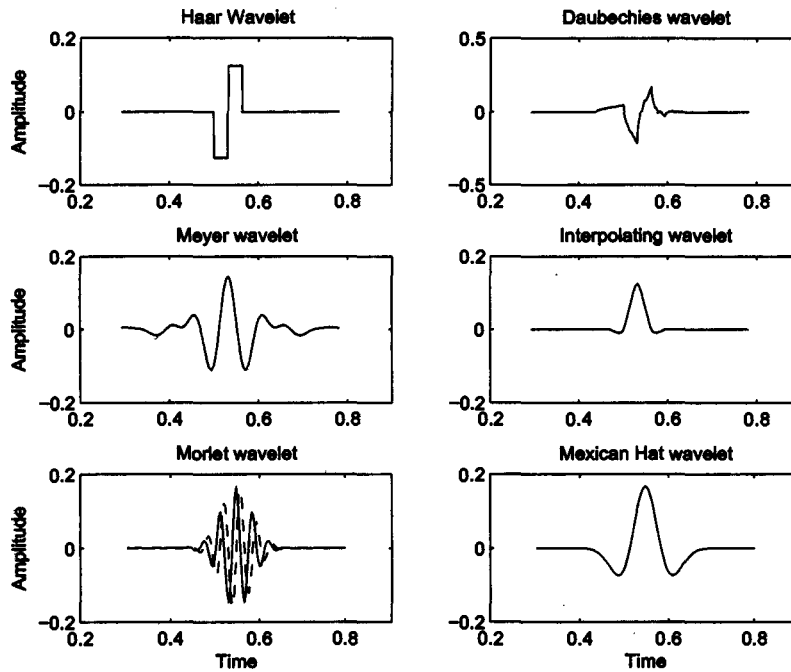 Haar Wavelet
Daubechies wavelet
0.2
0
−0.2
Amplitude
0.2 0.4 0.6 0.8
0.5
0
−0.5
0.2 0.4 0.6 0.8
Meyer wavelet
Interpolating wavelet
0.2
0
−0.2
Amplitude
0.2 0.4 0.6 0.8
0.2
0
−0.2
0.2 0.4 0.6 0.8
Morlet wavelet
Mexican Hat wavelet
0.2
0
−0.2
Amplitude
0.2 0.4 0.6 0.8
Time
0.2
0
−0.2
0.2 0.4 0.6 0.8
Time